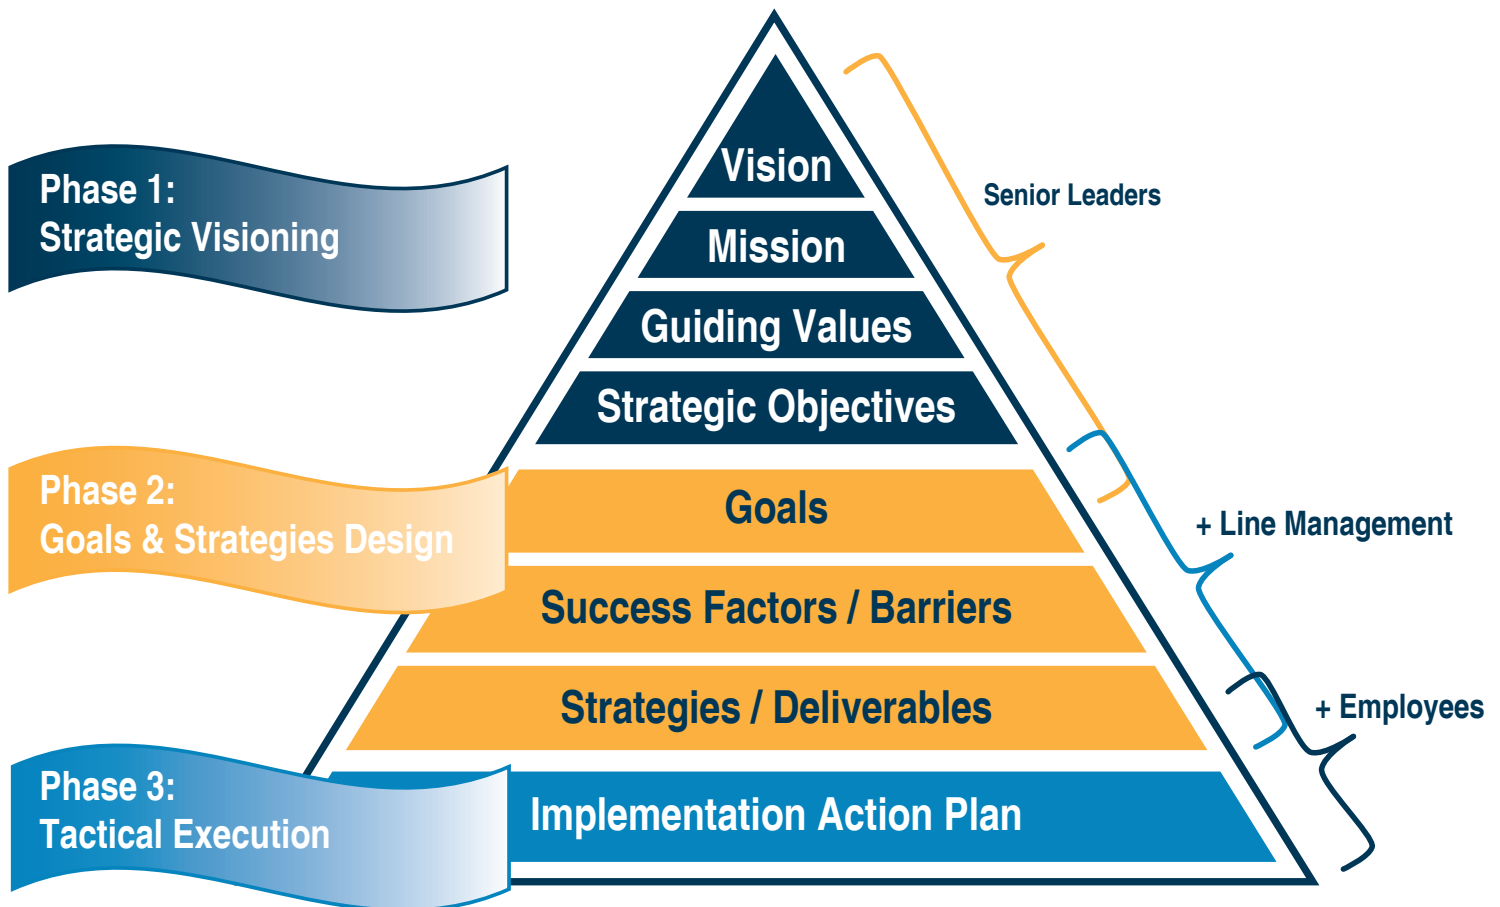 Phase 1:
Strategic Visioning
Vision
Mission
Guiding Values
Strategic Objectives
Senior Leaders
Phase 2:
Goals & Strategies Design
Goals
Success Factors / Barriers
Strategies / Deliverables
+ Line Management
Phase 3:
Tactical Execution
Implementation Action Plan
+ Employees